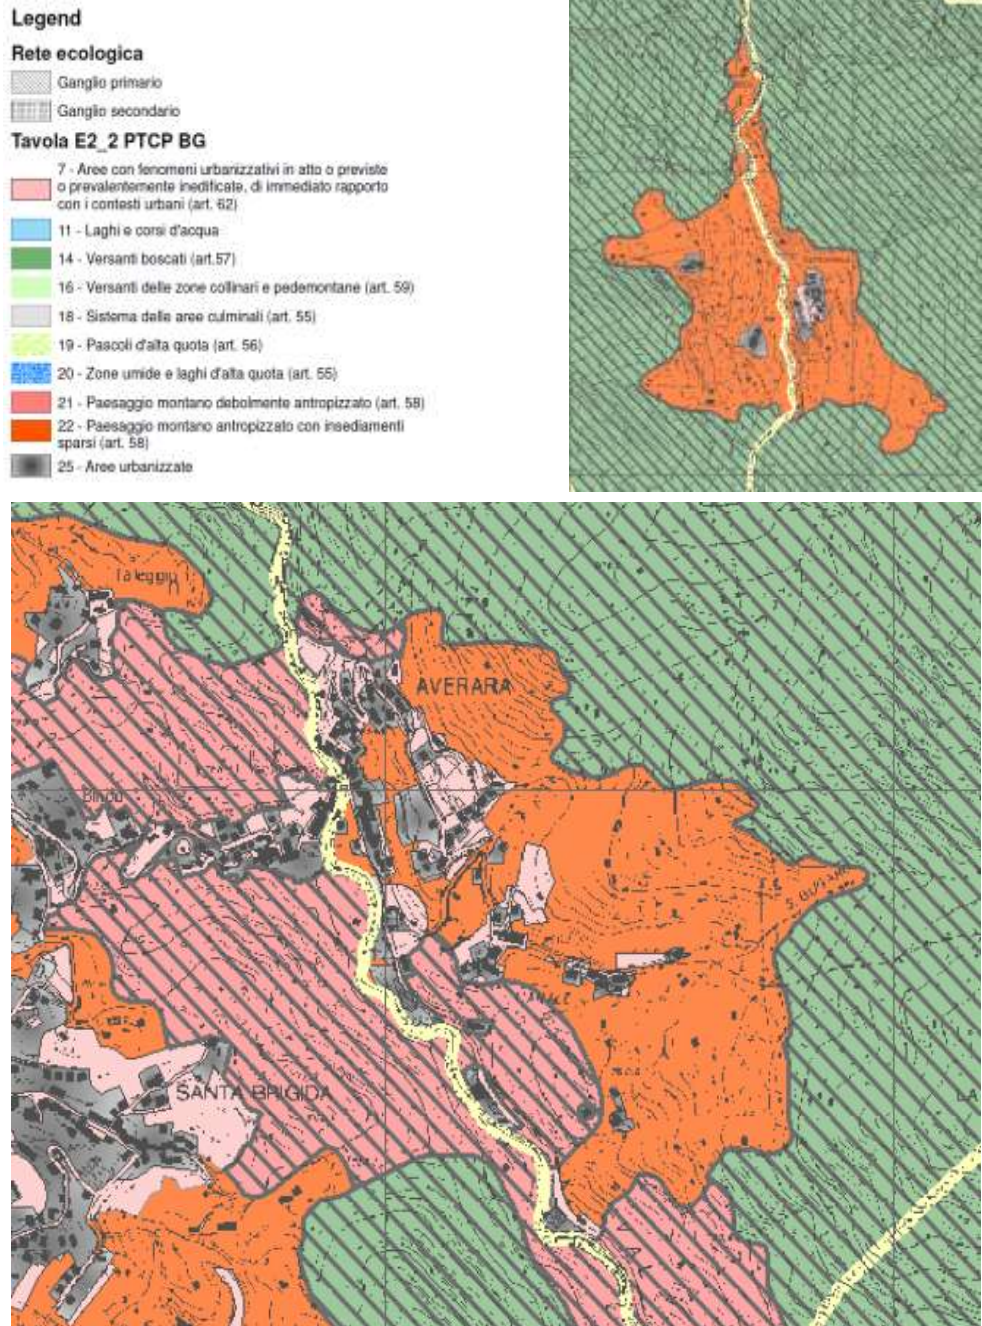 Legend
Rete ecologica
Ganglio primario
Ganglio secondario
Tavola E2_2 PTCP BG
7 - Aree con fenomeni urbanizzativi in atto o previste
o prevalentemente inedificate, di immediato rapporto
con i contesti urbani (art. 62)
11 - Laghi e corsi d'acqua
14 - Versanti boscati (art.57)
16 - Versanti delle zone collinari e pedemontane (art. 59)
18 - Sistema delle aree culminali (art. 55)
19 - Pascoli d'alta quota (art. 56)
20 - Zone umide e laghi d'alta quota (art. 55)
21 - Paesaggio montano debolmente antropizzato (art. 58)
22 - Paesaggio montano antropizzato con insediamenti
sparsi (art. 58)
25 - Aree urbanizzate
Taleggio
AVERARA
SANTA BRIGIDA
LA